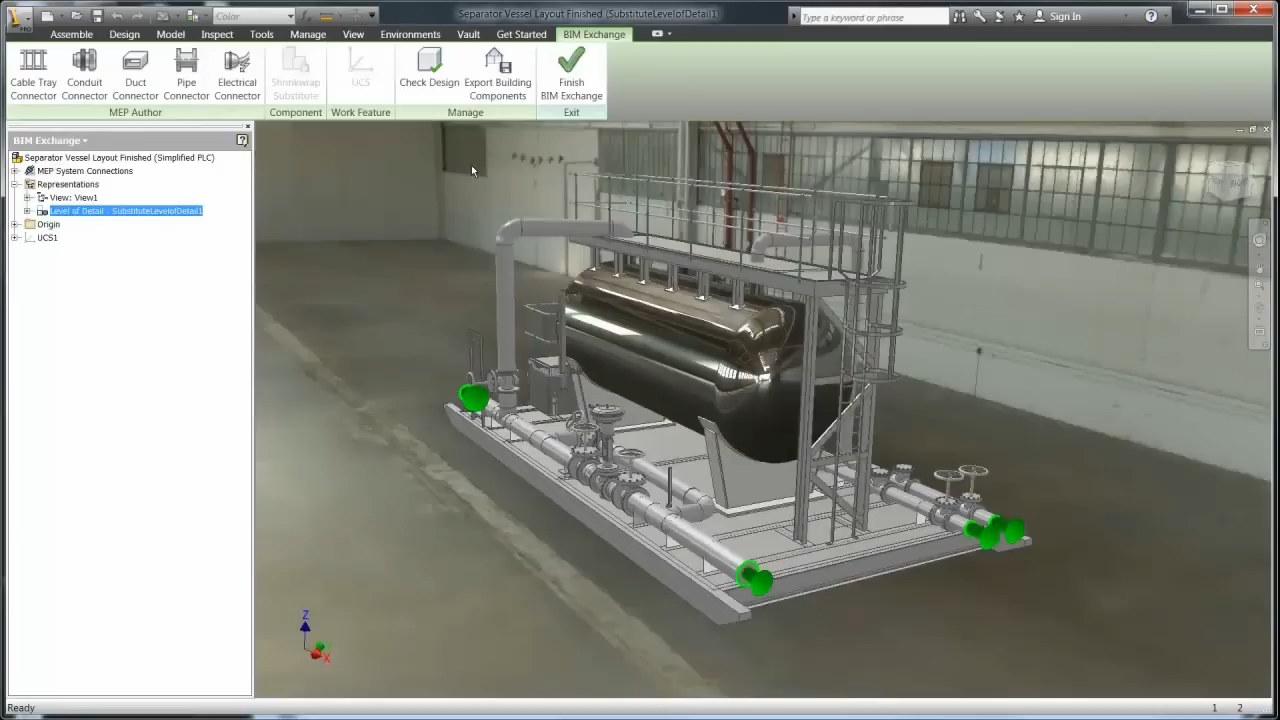 PRO
Color
Separator Vessel Layout Finished (SubstituteLevelofDetail1)
Type a keyword or phrase
Sign In
Assemble Design Model Inspect Tools Manage View Environments Vault Get Started BIM Exchange
Cable Tray Connector
Conduit Connector
Duct Connector
Pipe Connector
Electrical Connector
Shrinkwrap Substitute
UCS
Check Design
Export Building Components
Finish BIM Exchange
MEP Author Component Work Feature Manage Exit
BIM Exchange
Separator Vessel Layout Finished (Simplified PLC)
MEP System Connections
Representations
View: View1
Level of Detail : SubstituteLevelofDetail1
Origin
UCS1
Z
X
Ready 1 2